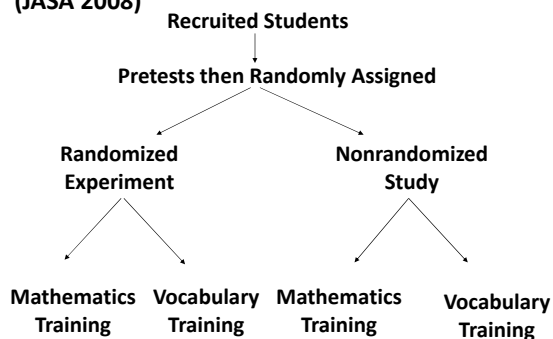 (JASA 2008)
Recruited Students
Pretests then Randomly Assigned
Randomized
Experiment
Nonrandomized
Study
Mathematics
Training
Vocabulary
Training
Mathematics
Training
Vocabulary
Training